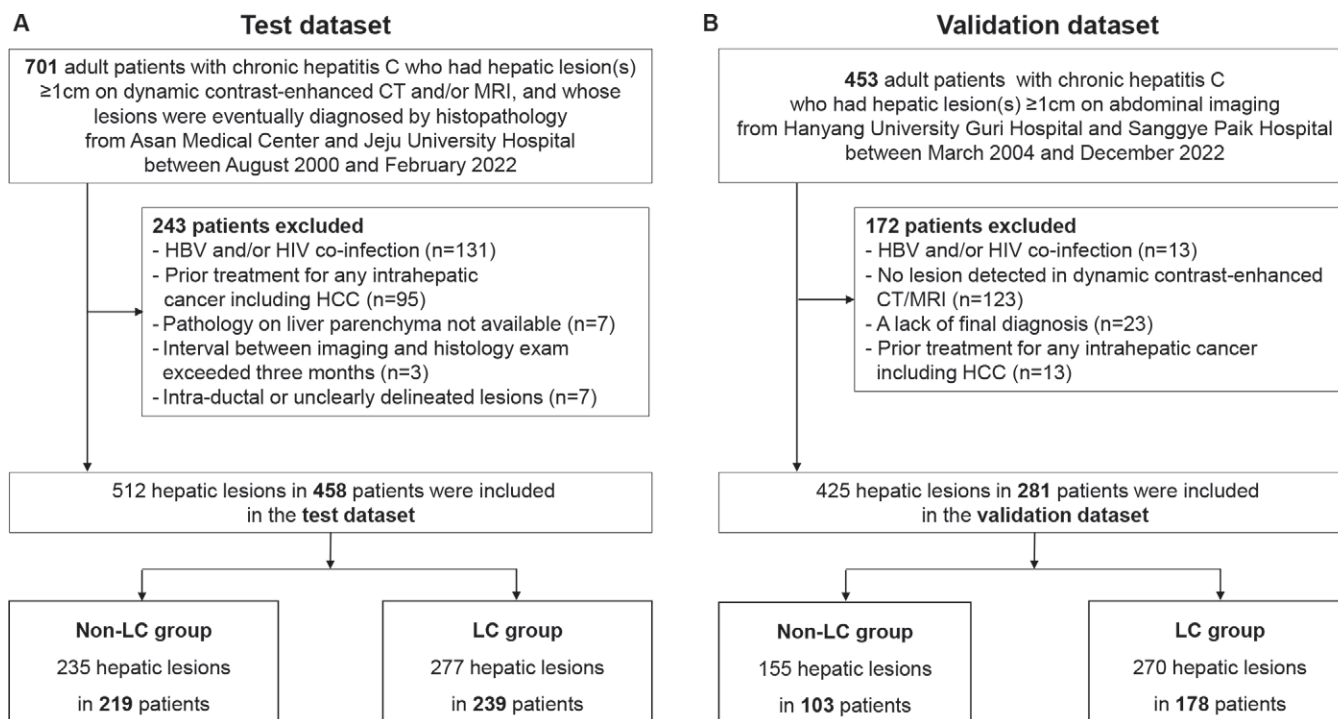 A
Test dataset
701 adult patients with chronic hepatitis C who had hepatic lesion(s)
≥1cm on dynamic contrast-enhanced CT and/or MRI, and whose
lesions were eventually diagnosed by histopathology
from Asan Medical Center and Jeju University Hospital
between August 2000 and February 2022
243 patients excluded
- HBV and/or HIV co-infection (n=131)
- Prior treatment for any intrahepatic
cancer including HCC (n=95)
- Pathology on liver parenchyma not available (n=7)
- Interval between imaging and histology exam
exceeded three months (n=3)
- Intra-ductal or unclearly delineated lesions (n=7)
512 hepatic lesions in 458 patients were included
in the test dataset
Non-LC group
235 hepatic lesions
in 219 patients
LC group
277 hepatic lesions
in 239 patients
B
Validation dataset
453 adult patients with chronic hepatitis C
who had hepatic lesion(s) ≥1cm on abdominal imaging
from Hanyang University Guri Hospital and Sanggye Paik Hospital
between March 2004 and December 2022
172 patients excluded
- HBV and/or HIV co-infection (n=13)
- No lesion detected in dynamic contrast-enhanced
CT/MRI (n=123)
- A lack of final diagnosis (n=23)
- Prior treatment for any intrahepatic cancer
including HCC (n=13)
425 hepatic lesions in 281 patients were included
in the validation dataset
Non-LC group
155 hepatic lesions
in 103 patients
LC group
270 hepatic lesions
in 178 patients